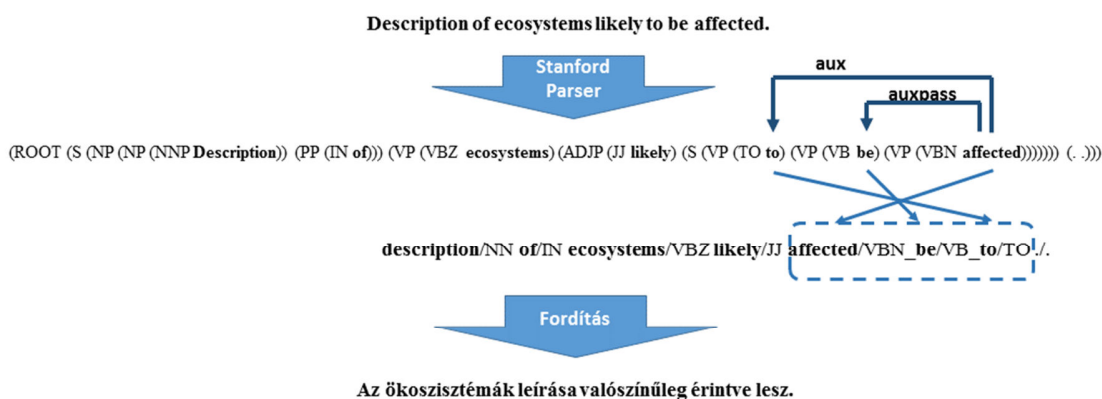 Description of ecosystems likely to be affected.
Stanford
Parser
aux
auxpass
(ROOT (S (NP (NP (NNP Description)) (PP (IN of))) (VP (VBZ ecosystems) (ADJP (JJ likely) (S (VP (TO to) (VP (VB be) (VP (VBN affected))))))) (. .)))
description/NN of/IN ecosystems/VBZ likely/JJ affected/VBN_be/VB_to/TO ./.
Fordítás
Az ökoszisztémák leírása valószínűleg érintve lesz.